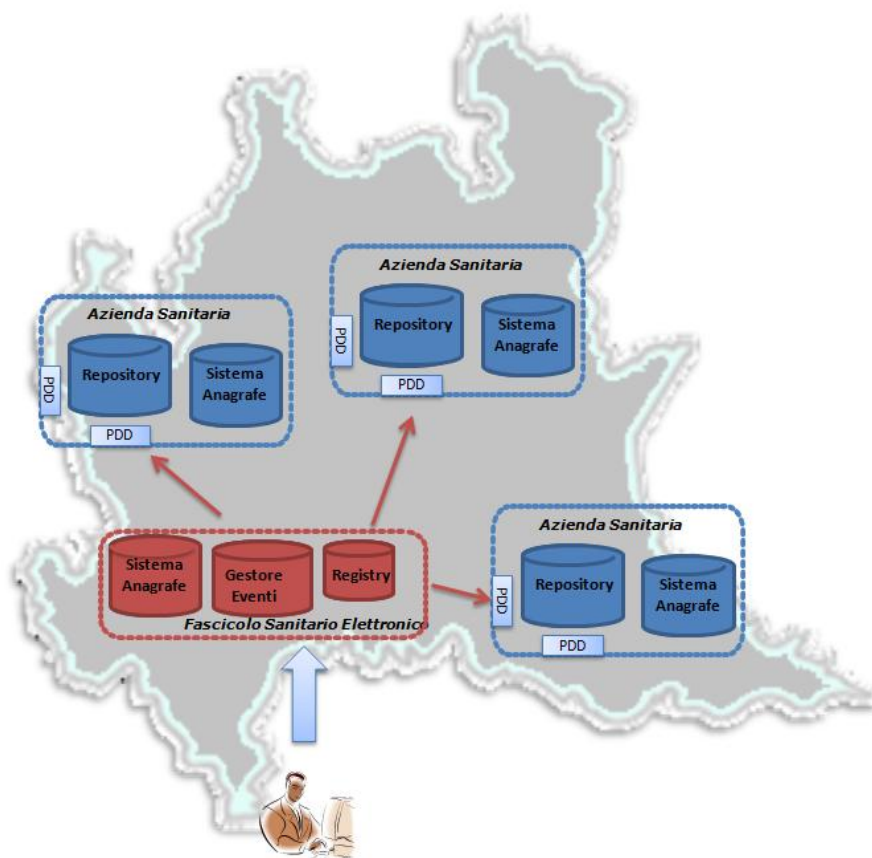 Azienda Sanitaria
Repository
Sistema
Anagrafe
PDD
PDD
Azienda Sanitaria
Repository
Sistema
Anagrafe
PDD
PDD
Azienda Sanitaria
Repository
Sistema
Anagrafe
PDD
PDD
Sistema
Anagrafe
Gestore
Eventi
Registry
Fascicolo Sanitario Elettronico